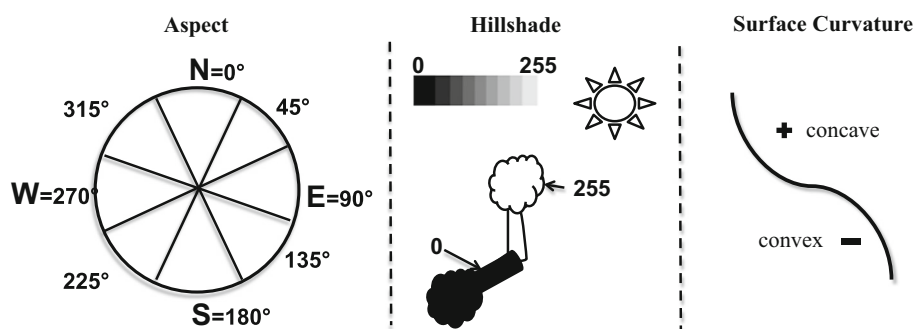 Aspect
N=0°
45°
E=90°
135°
S=180°
225°
W=270°
315°
Hillshade
0 255
255
0
Surface Curvature
+ concave
convex −